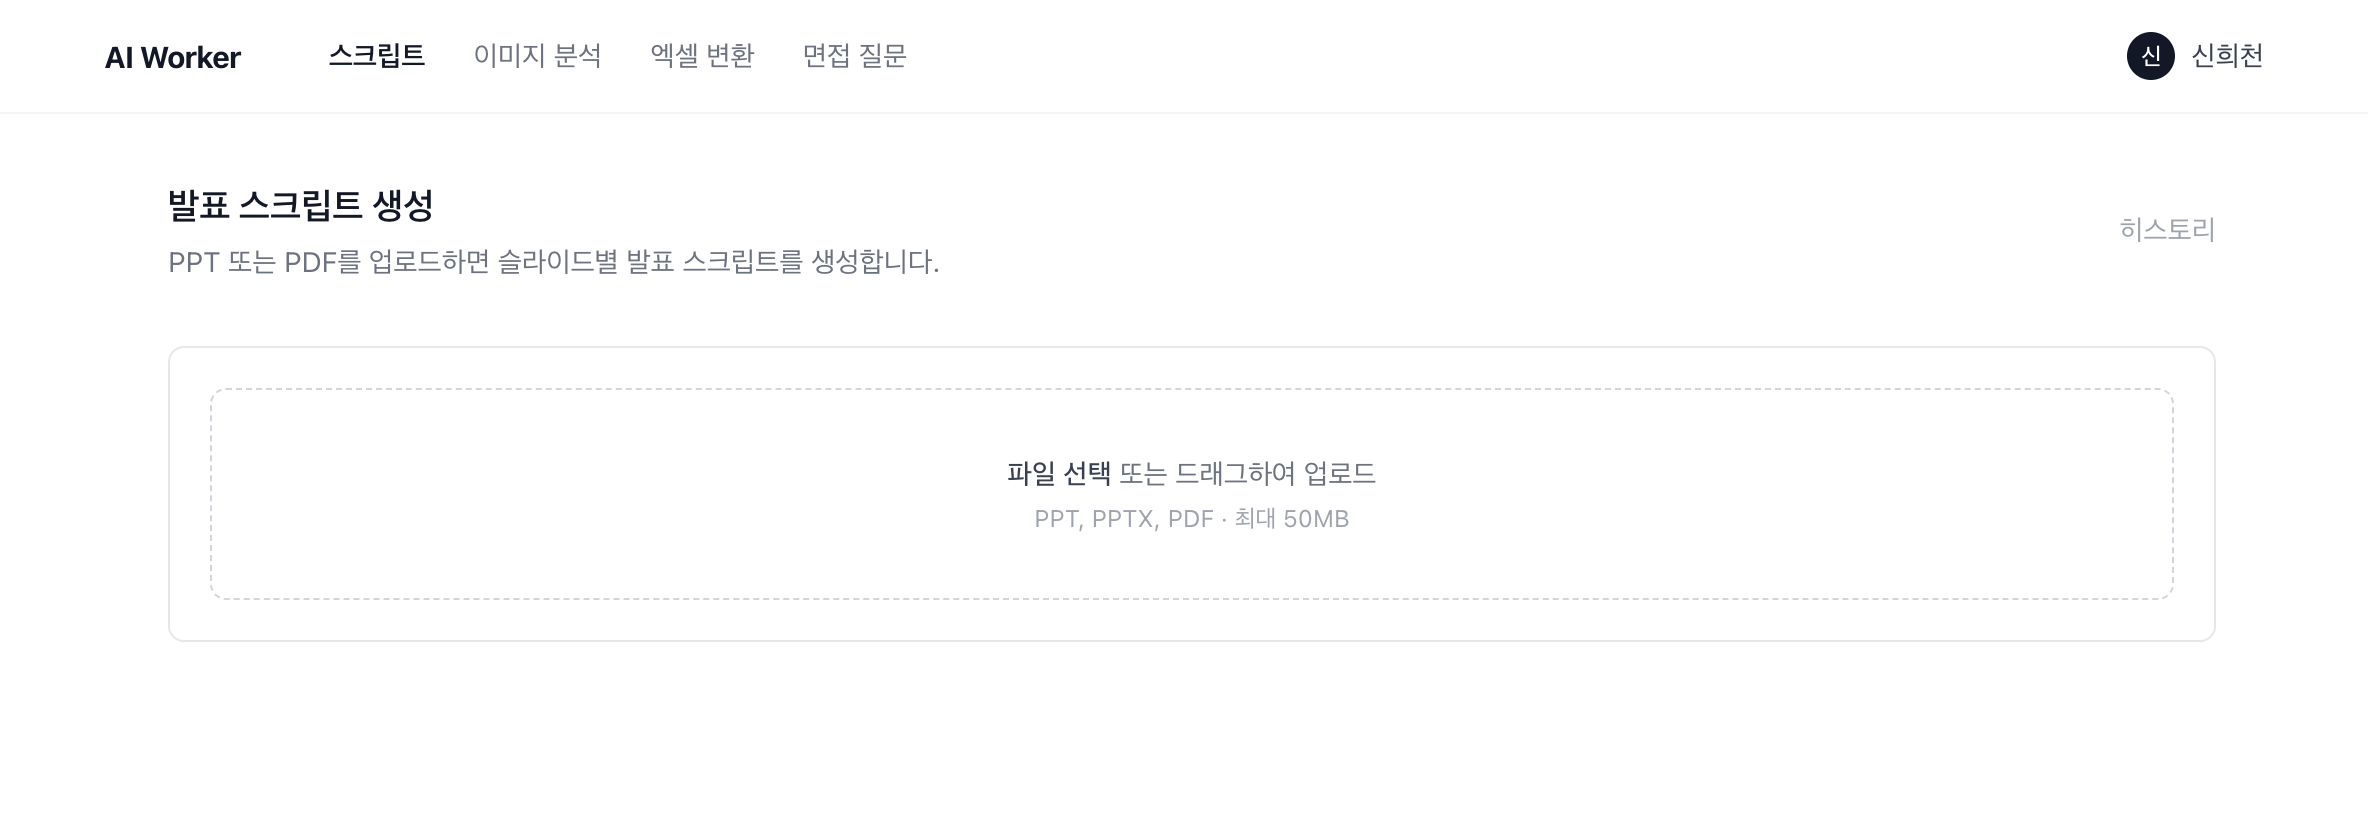 AI Worker 스크립트 이미지 분석 엑셀 변환 면접 질문 신 신희천
발표 스크립트 생성
히스토리
PPT 또는 PDF를 업로드하면 슬라이드별 발표 스크립트를 생성합니다.
파일 선택 또는 드래그하여 업로드
PPT, PPTX, PDF · 최대 50MB